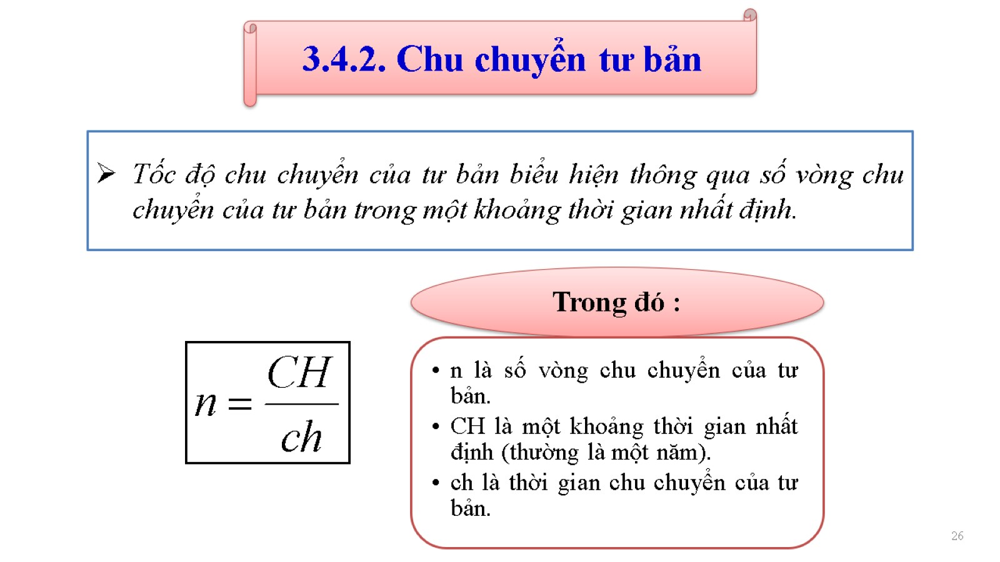 3.4.2. Chu chuyển tư bản
➢ Tốc độ chu chuyển của tư bản biểu hiện thông qua số vòng chu
chuyển của tư bản trong một khoảng thời gian nhất định.
Trong đó :
n = CH / ch
• n là số vòng chu chuyển của tư
bản.
• CH là một khoảng thời gian nhất
định (thường là một năm).
• ch là thời gian chu chuyển của tư
bản.
26